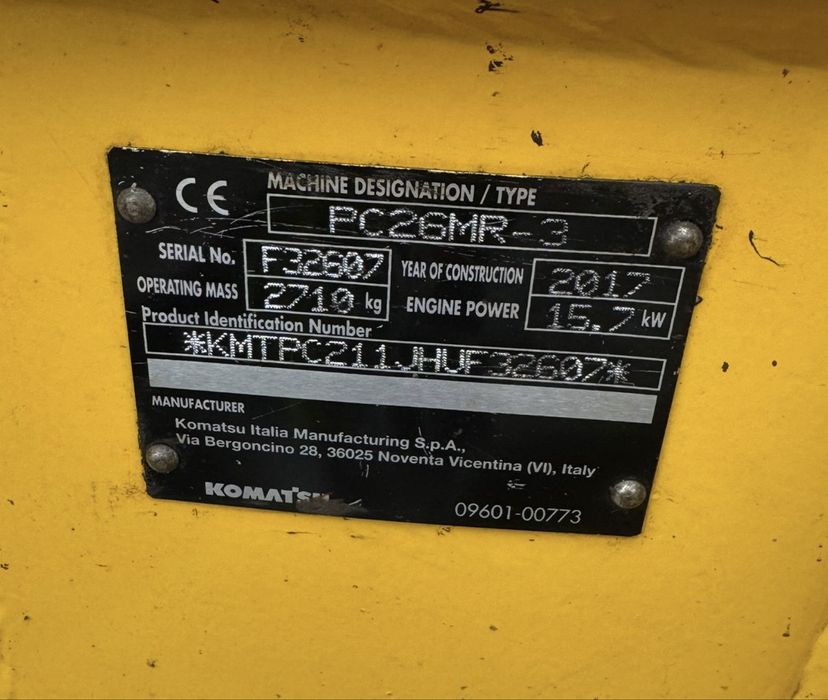 CE
MACHINE DESIGNATION / TYPE
PC26MR-3
SERIAL No. F32607 YEAR OF CONSTRUCTION 2017
OPERATING MASS 2710 kg ENGINE POWER 15.7 kW
Product Identification Number
*KMTPC211JHVF32607*
MANUFACTURER
Komatsu Italia Manufacturing S.p.A.,
Via Bergoncino 28, 36025 Noventa Vicentina (VI), Italy
KOMATSU
09601-00773